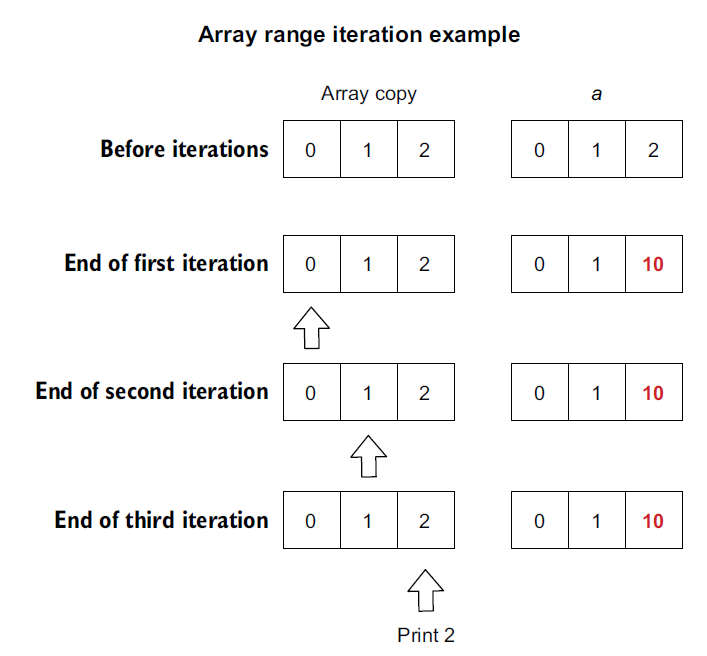 Array range iteration example
Array copy a
Before iterations 0 1 2 0 1 2
End of first iteration 0 1 2 0 1 10
End of second iteration 0 1 2 0 1 10
End of third iteration 0 1 2 0 1 10
Print 2